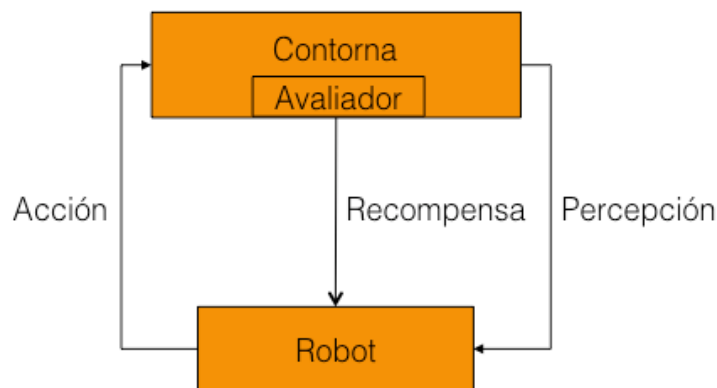 Contorna
Avaliador
Acción
Recompensa
Percepción
Robot